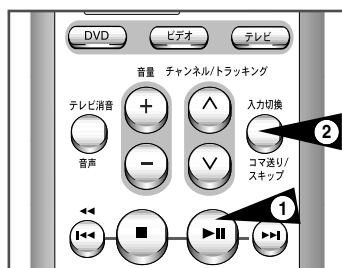 DVD ビデオ テレビ
音量 チャンネル/トラッキング
テレビ消音
入力切換
音声
コマ送り/
スキップ
2
1